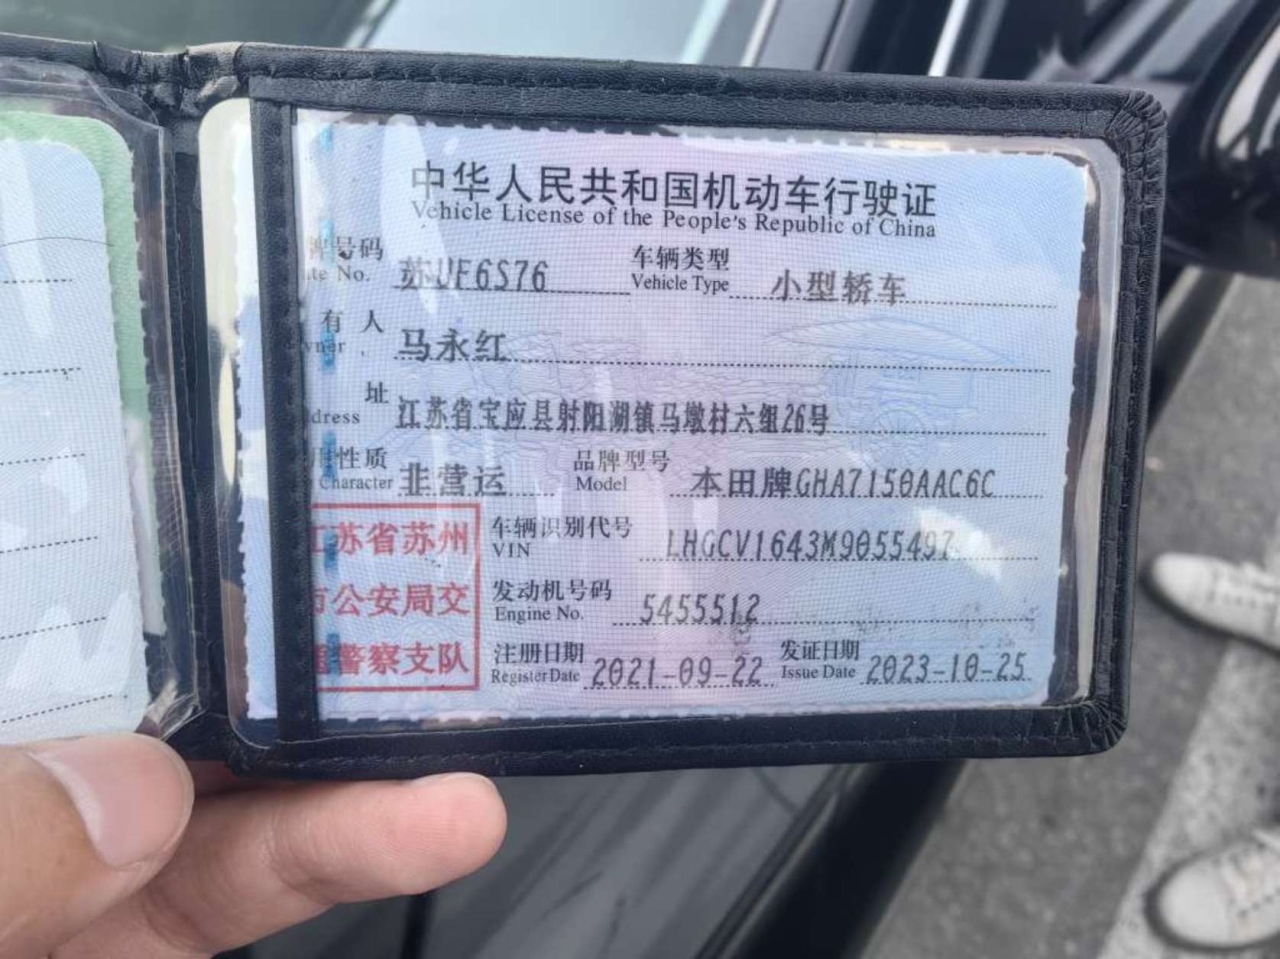 中华人民共和国机动车行驶证
Vehicle License of the People's Republic of China
号码 苏UF6S76 车辆类型 小型轿车
te No. Vehicle Type
有人 马永红
ner
址 江苏省宝应县射阳湖镇马墩村六组26号
dress
性质 非营运 品牌型号 本田牌GHA7150AAC6C
Character Model
江苏省苏州 车辆识别代号 LHGCV1643M9055497
VIN
市公安局交 发动机号码 5455512
Engine No.
警察支队 注册日期 2021-09-22 发证日期 2023-10-25
Register Date Issue Date